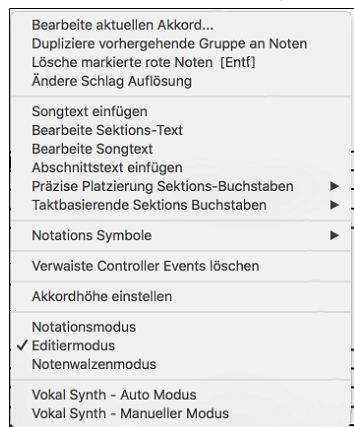 Bearbeite aktuellen Akkord...
Dupliziere vorhergehende Gruppe an Noten
Lösche markierte rote Noten [Entf]
Ändere Schlag Auflösung
Songtext einfügen
Bearbeite Sektions-Text
Bearbeite Songtext
Abschnittstext einfügen
Präzise Platzierung Sektions-Buchstaben
Taktbasierende Sektions Buchstaben
Notations Symbole
Verwaiste Controller Events löschen
Akkordhöhe einstellen
Notationsmodus
✓ Editiermodus
Notenwalzenmodus
Vokal Synth - Auto Modus
Vokal Synth - Manueller Modus